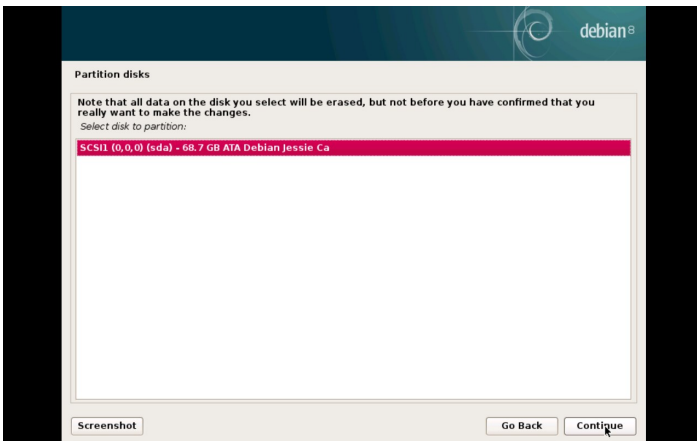 debian 8
Partition disks
Note that all data on the disk you select will be erased, but not before you have confirmed that you
really want to make the changes.
Select disk to partition:
SCSI1 (0,0,0) (sda) - 68.7 GB ATA Debian Jessie Ca
Screenshot
Go Back
Continue